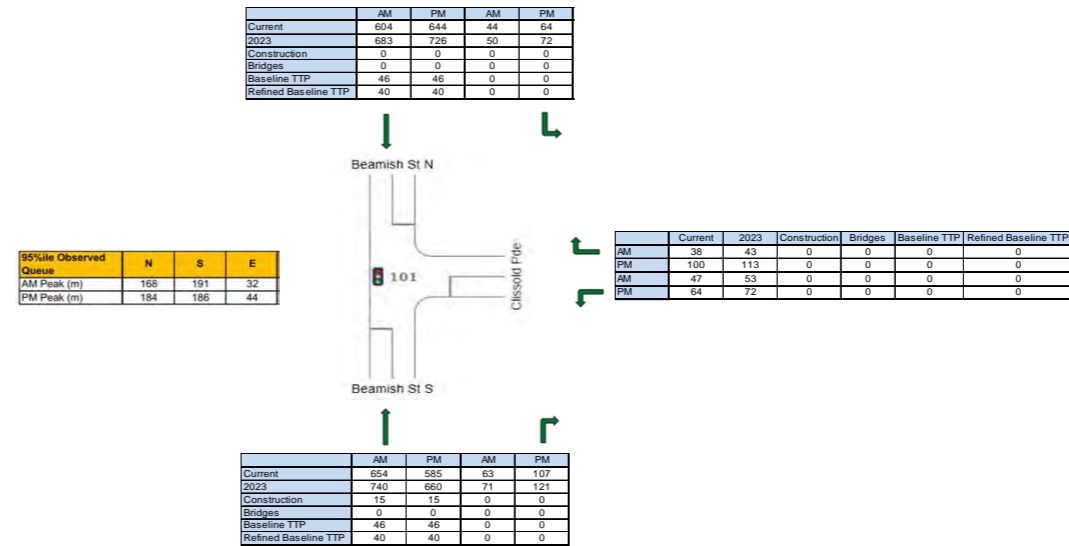 AM PM AM PM
Current 604 644 44 64
2023 683 726 50 72
Construction 0 0 0 0
Bridges 0 0 0 0
Baseline TTP 46 46 0 0
Refined Baseline TTP 40 40 0 0
Beamish St N
95%ile Observed Queue N S E
AM Peak (m) 168 191 32
PM Peak (m) 184 186 44
101
Clissold Pde
Current 2023 Construction Bridges Baseline TTP Refined Baseline TTP
AM 38 43 0 0 0 0
PM 100 113 0 0 0 0
AM 47 53 0 0 0 0
PM 64 72 0 0 0 0
Beamish St S
AM PM AM PM
Current 654 585 63 107
2023 740 660 71 121
Construction 15 15 0 0
Bridges 0 0 0 0
Baseline TTP 46 46 0 0
Refined Baseline TTP 40 40 0 0